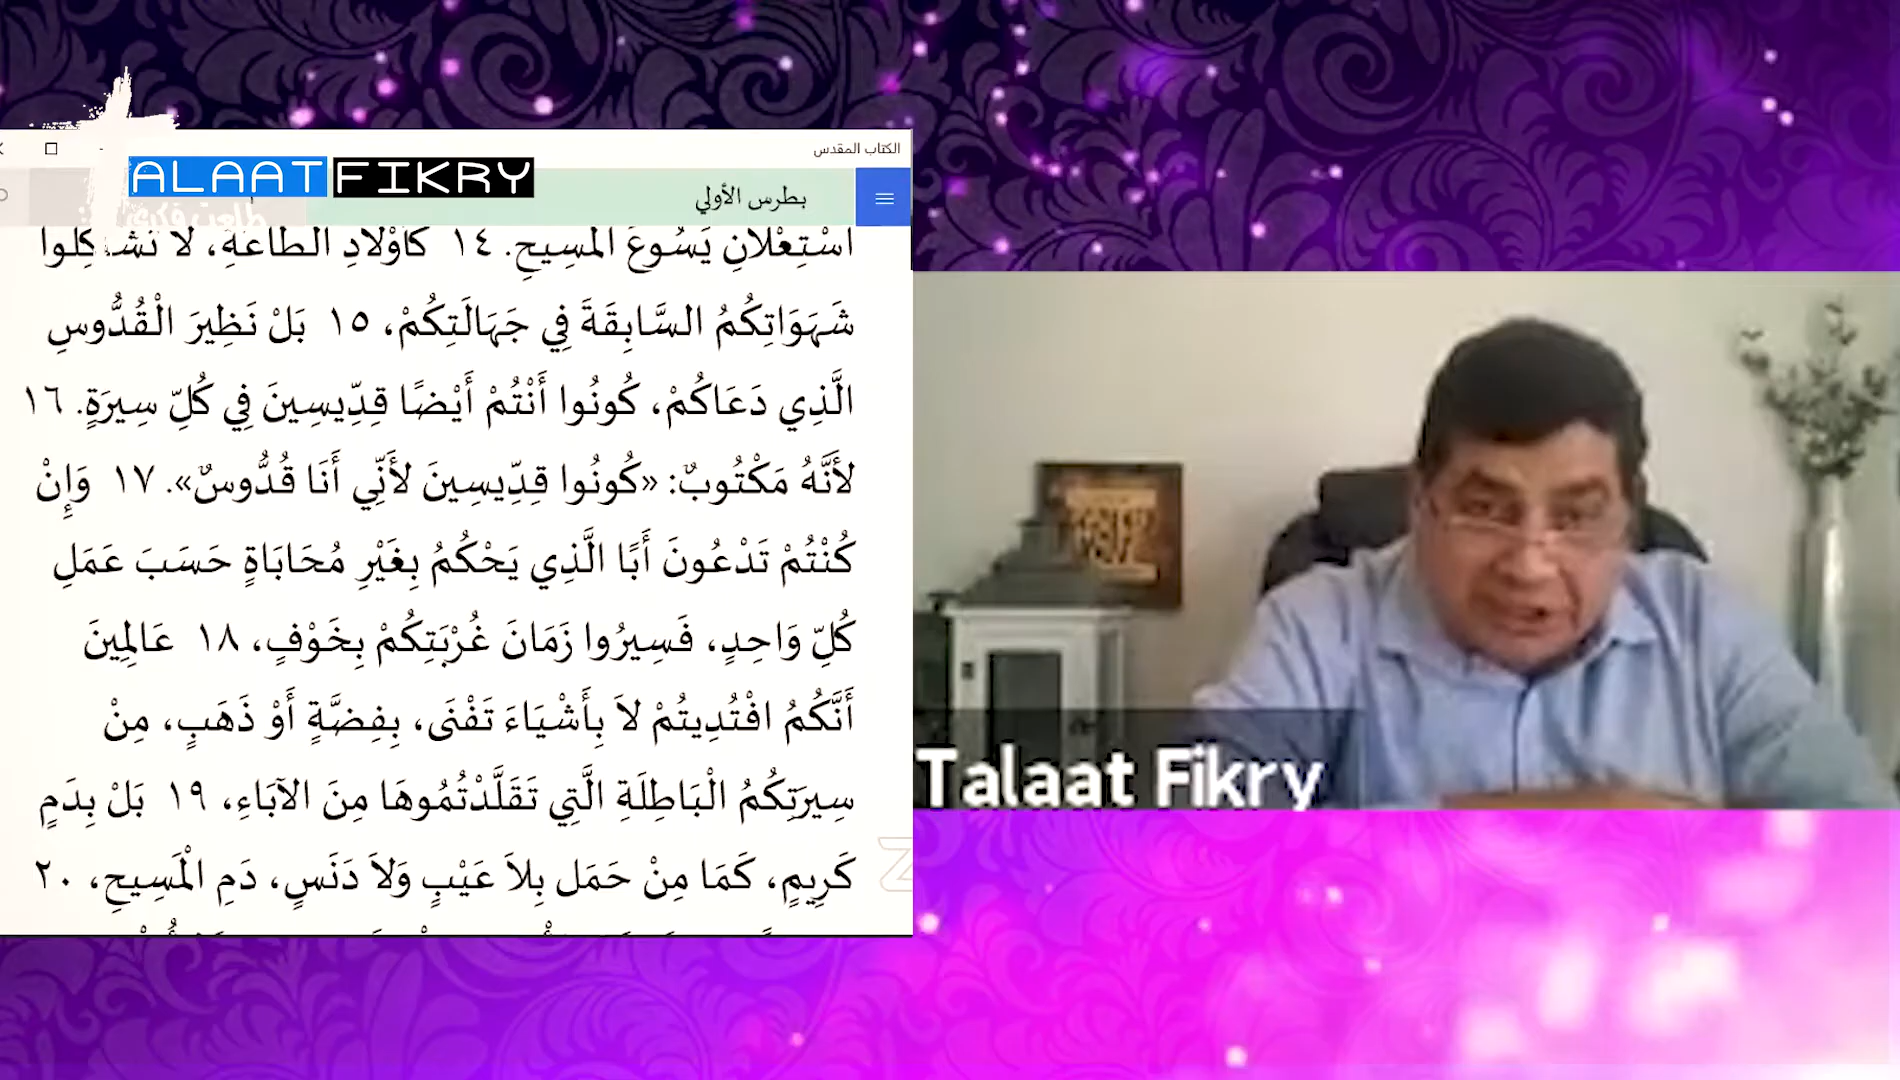 الكتاب المقدس
ALAAT FIKRY
طلعت فكري
بطرس الأولي
اسْتِعْلاَنِ يَسُوعَ الْمَسِيحِ. ١٤ كَأَوْلاَدِ الطَّاعَةِ، لاَ تُشَاكِلُوا
شَهَوَاتِكُمُ السَّابِقَةَ فِي جَهَالَتِكُمْ، ١٥ بَلْ نَظِيرَ الْقُدُّوسِ
الَّذِي دَعَاكُمْ، كُونُوا أَنْتُمْ أَيْضًا قِدِّيسِينَ فِي كُلِّ سِيرَةٍ. ١٦
لأَنَّهُ مَكْتُوبٌ: «كُونُوا قِدِّيسِينَ لأَنِّي أَنَا قُدُّوسٌ». ١٧ وَإِنْ
كُنْتُمْ تَدْعُونَ أَبًا الَّذِي يَحْكُمُ بِغَيْرِ مُحَابَاةٍ حَسَبَ عَمَلِ
كُلِّ وَاحِدٍ، فَسِيرُوا زَمَانَ غُرْبَتِكُمْ بِخَوْفٍ، ١٨ عَالِمِينَ
أَنَّكُمُ افْتُدِيتُمْ لاَ بِأَشْيَاءَ تَفْنَى، بِفِضَّةٍ أَوْ ذَهَبٍ، مِنْ
سِيرَتِكُمُ الْبَاطِلَةِ الَّتِي تَقَلَّدْتُمُوهَا مِنَ الآبَاءِ، ١٩ بَلْ بِدَمٍ
كَرِيمٍ، كَمَا مِنْ حَمَل بِلاَ عَيْبٍ وَلاَ دَنَسٍ، دَمِ الْمَسِيحِ، ٢٠
Talaat Fikry